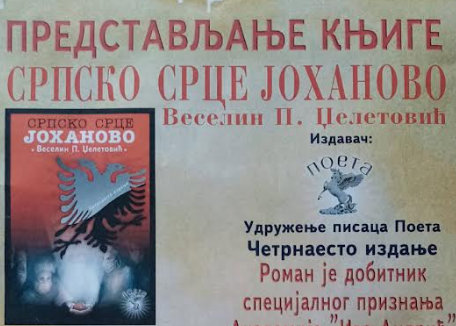 ПРЕДСТАВЉАЊЕ КЊИГЕ
СРПСКО СРЦЕ ЈОХАНОВО
Веселин П. Џелетовић
СРПСКО СРЦЕ
ЈОХАНОВО
• Веселин П. Џелетовић •
Издавач:
поета
Удружење писаца Поета
Четрнаесто издање
Роман је добитник
специјалног признања